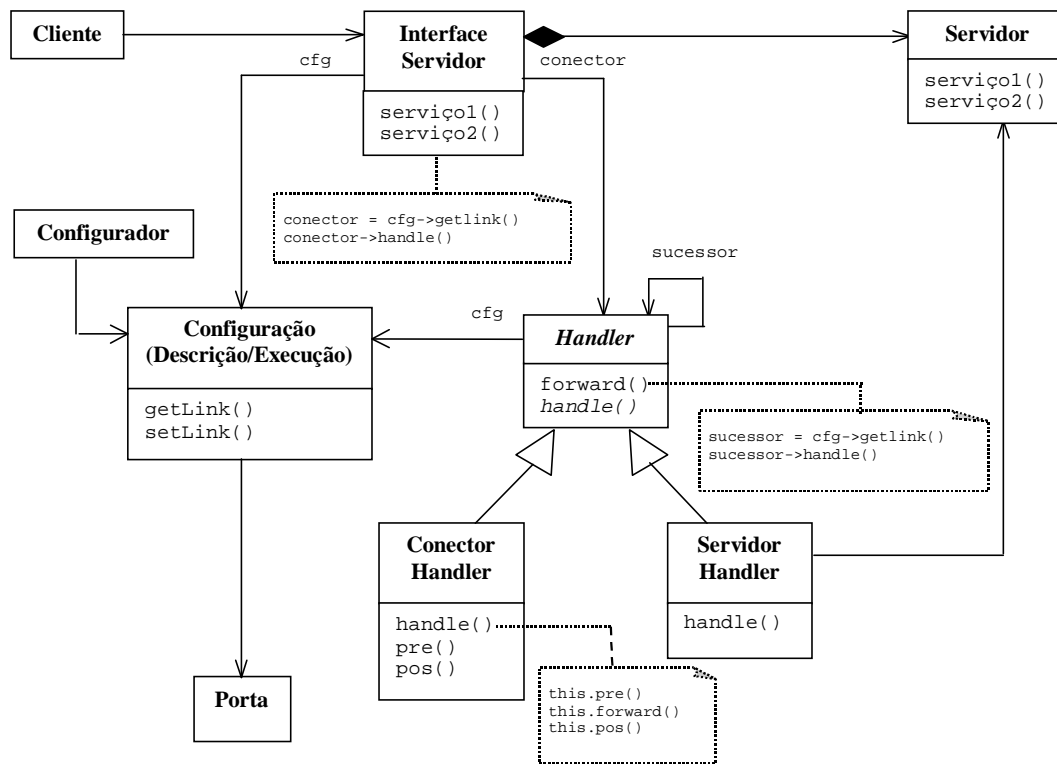 Cliente
Interface
Servidor
Servidor
cfg
conector
serviço1()
serviço2()
serviço1()
serviço2()
conector = cfg->getlink()
conector->handle()
Configurador
sucessor
Configuração
(Descrição/Execução)
cfg
Handler
getLink()
setLink()
forward()
handle()
sucessor = cfg->getlink()
sucessor->handle()
Conector
Handler
Servidor
Handler
handle()
pre()
pos()
handle()
Porta
this.pre()
this.forward()
this.pos()